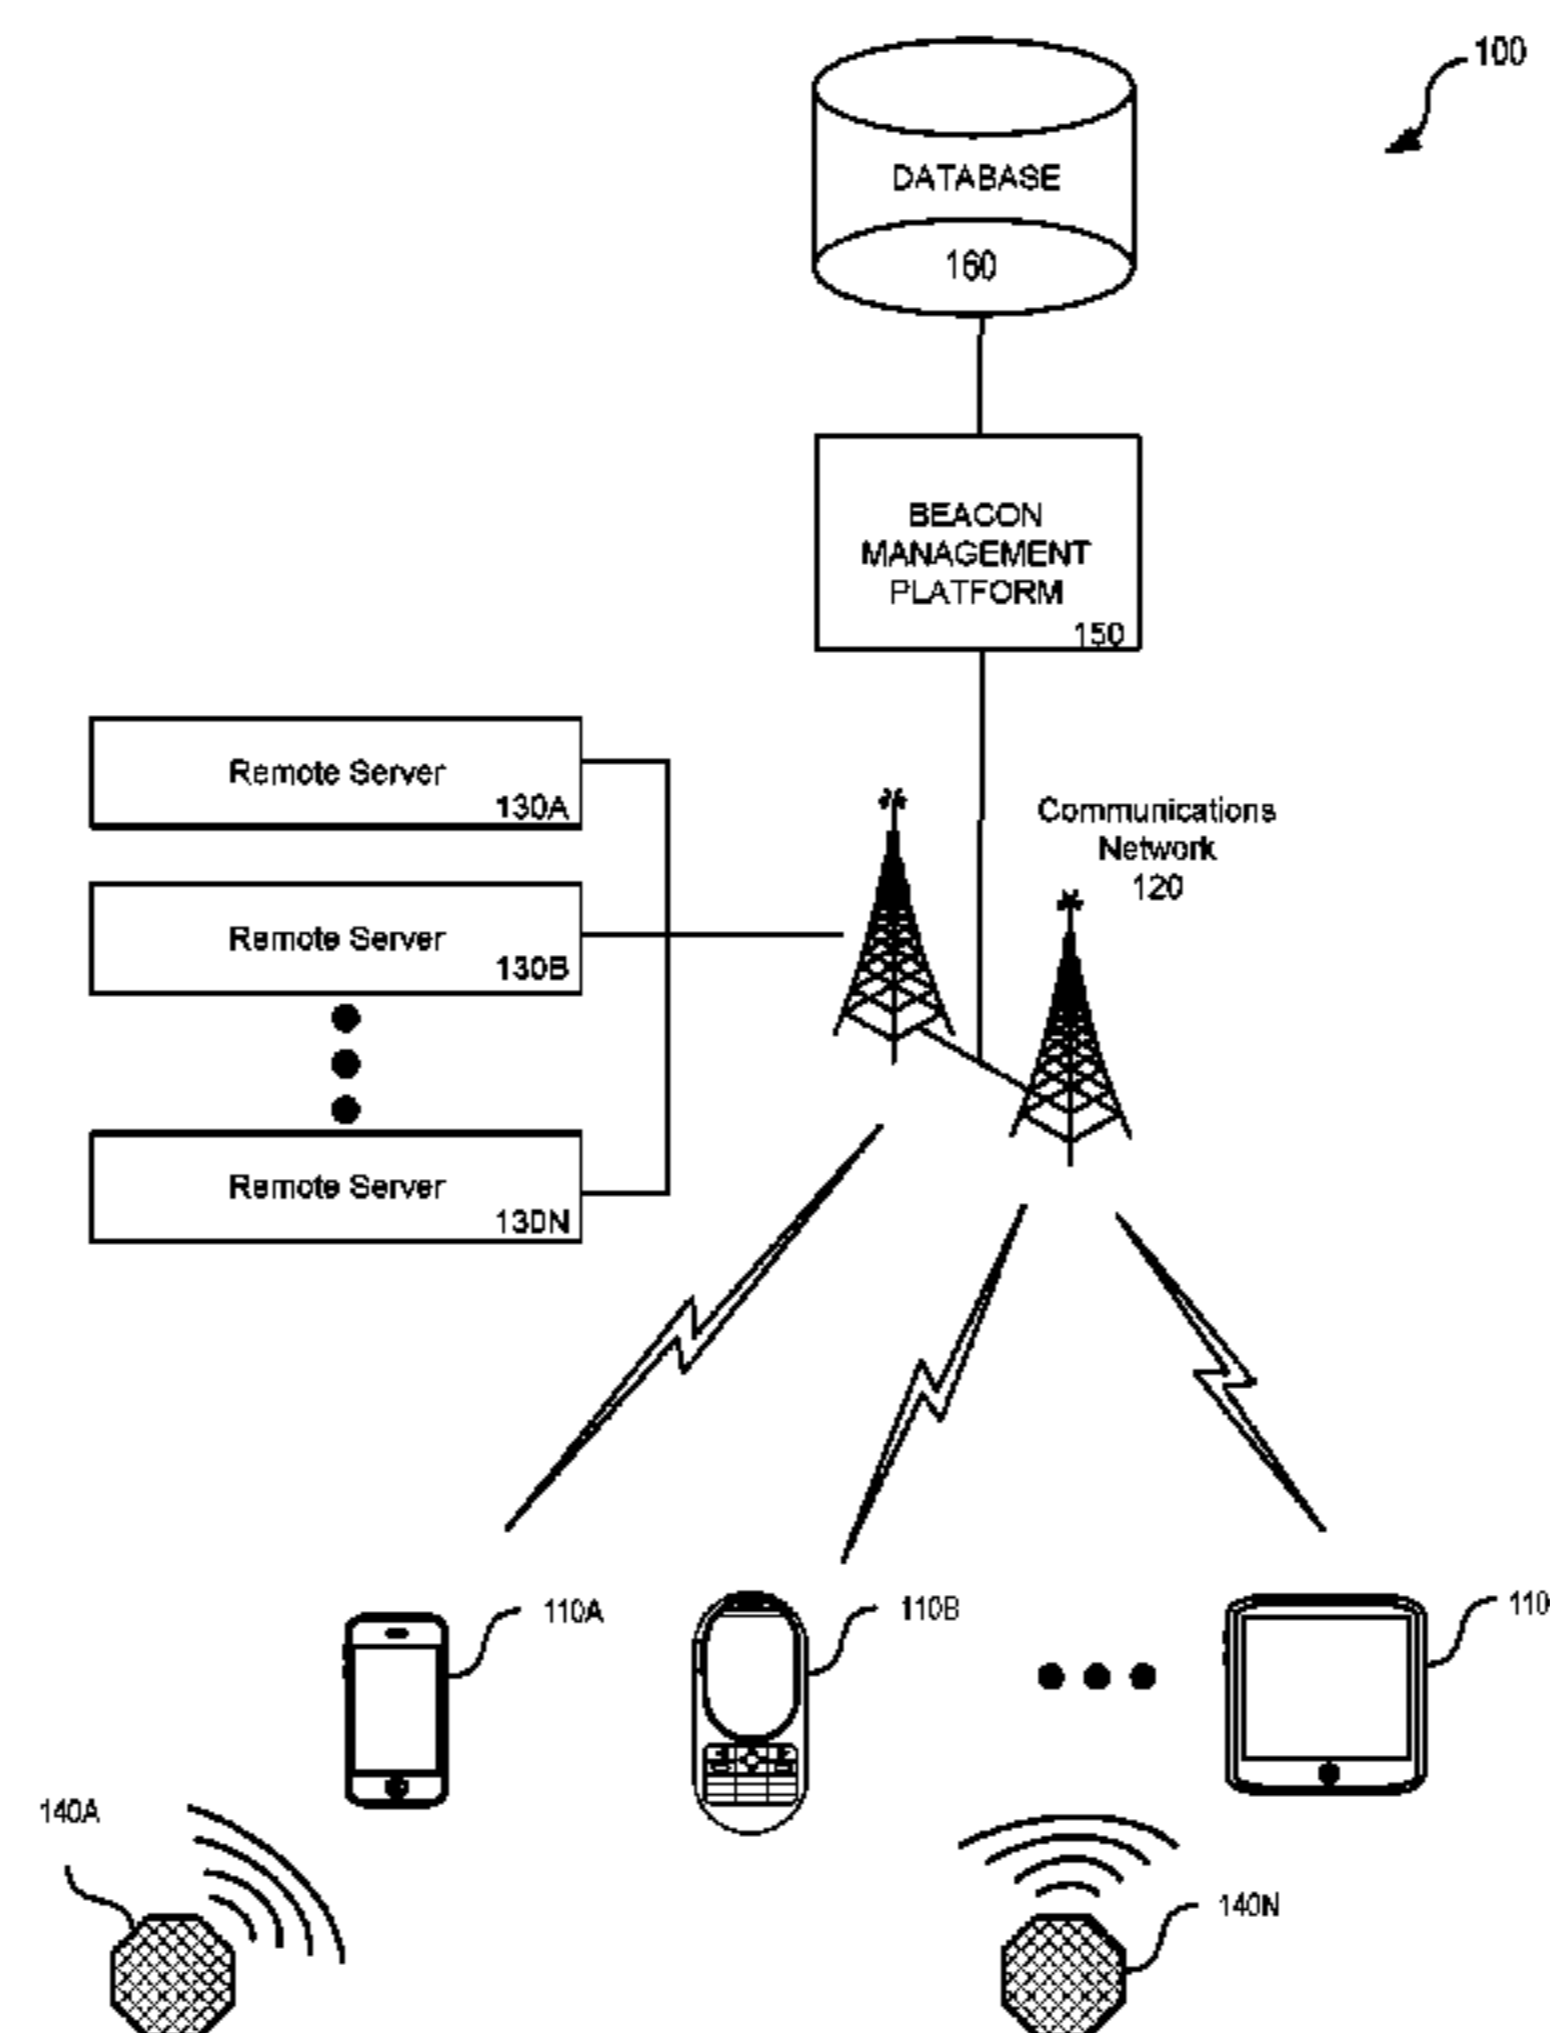 100
DATABASE
160
BEACON
MANAGEMENT
PLATFORM
150
Remote Server
130A
Communications
Network
120
Remote Server
130B
Remote Server
130N
110A
110B
110
140A
140N